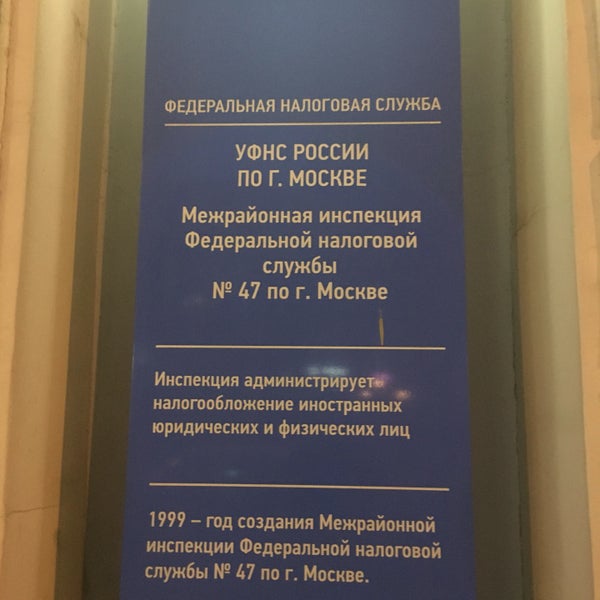 ФЕДЕРАЛЬНАЯ НАЛОГОВАЯ СЛУЖБА
УФНС РОССИИ
ПО Г. МОСКВЕ
Межрайонная инспекция
Федеральной налоговой
службы
№ 47 по г. Москве
Инспекция администрирует
налогообложение иностранных
юридических и физических лиц
1999 – год создания Межрайонной
инспекции Федеральной налоговой
службы № 47 по г. Москве.